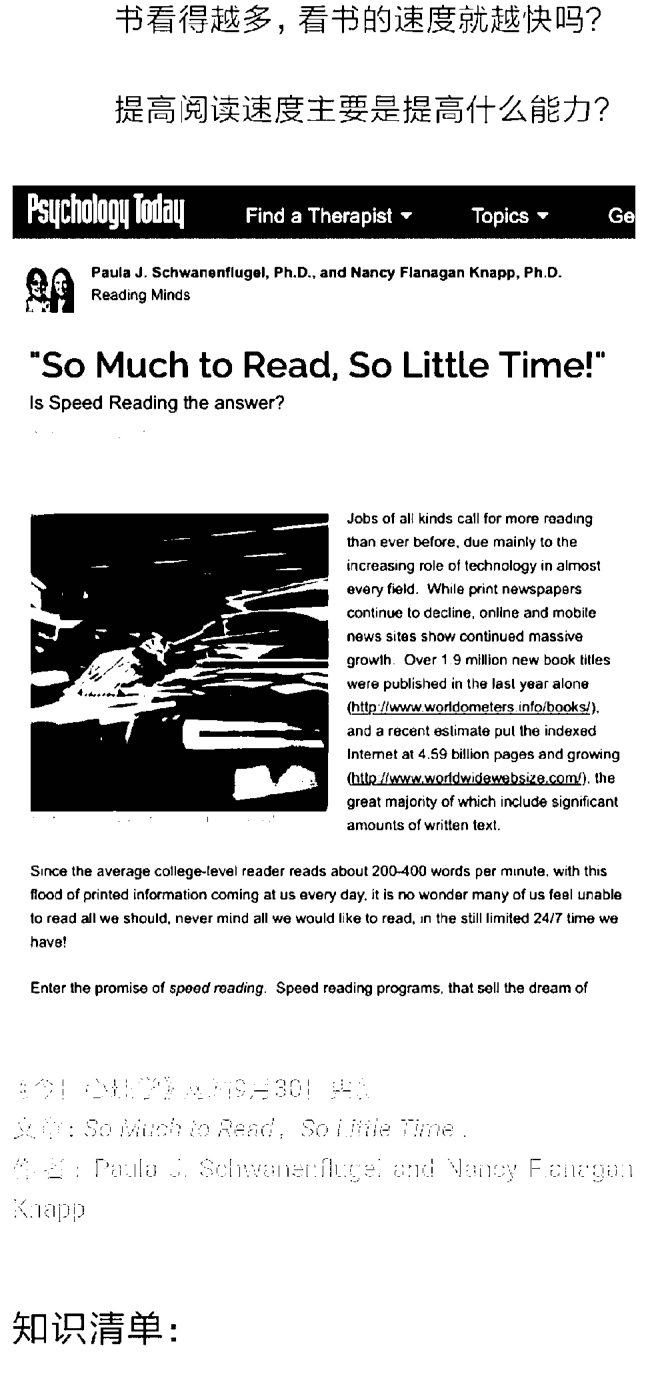 书看得越多，看书的速度就越快吗？
提高阅读速度主要是提高什么能力？
Psychology Today Find a Therapist Topics Ge
Paula J. Schwanenflugel, Ph.D., and Nancy Flanagan Knapp, Ph.D.
Reading Minds
"So Much to Read, So Little Time!"
Is Speed Reading the answer?
Jobs of all kinds call for more reading
than ever before, due mainly to the
increasing role of technology in almost
every field. While print newspapers
continue to decline, online and mobile
news sites show continued massive
growth. Over 1.9 million new book titles
were published in the last year alone
(http://www.worldometers.info/books/),
and a recent estimate put the indexed
Internet at 4.59 billion pages and growing
(http://www.worldwidewebsize.com/), the
great majority of which include significant
amounts of written text.
Since the average college-level reader reads about 200-400 words per minute, with this
flood of printed information coming at us every day, it is no wonder many of us feel unable
to read all we should, never mind all we would like to read, in the still limited 24/7 time we
have!
Enter the promise of speed reading. Speed reading programs, that sell the dream of
9月30日
文章: So Much to Read, So Little Time.
作者: Paula J. Schwanenflugel and Nancy Flanagan
Knapp
知识清单：